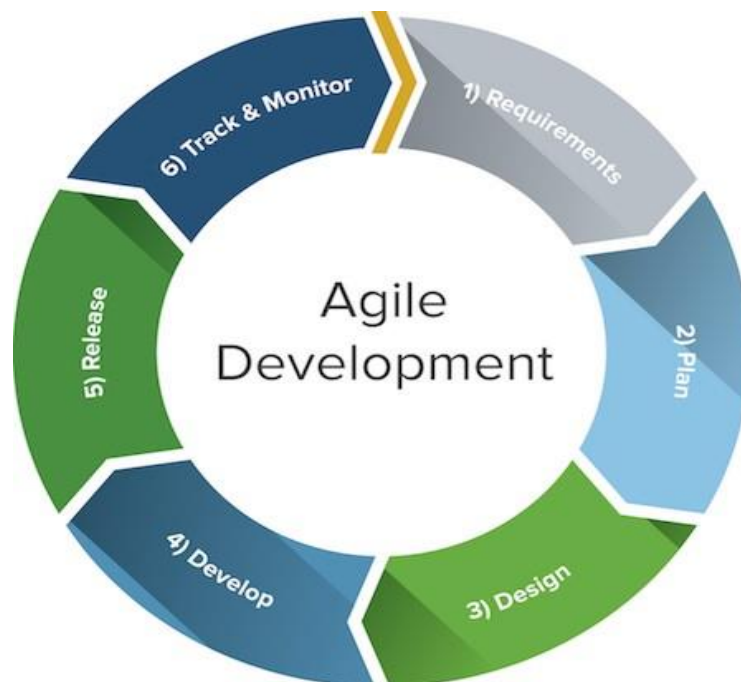 Agile
Development
1) Requirements
2) Plan
3) Design
4) Develop
5) Release
6) Track & Monitor